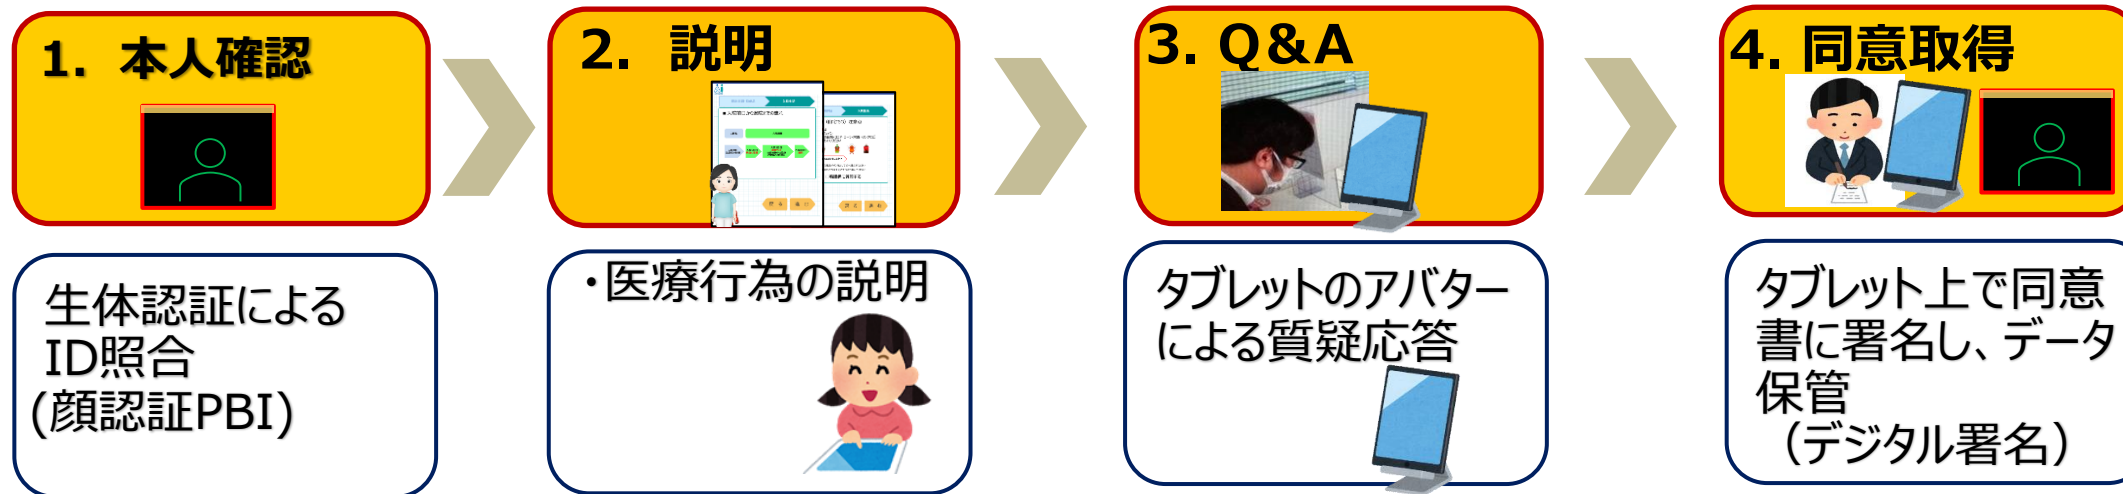 1. 本人確認
2. 説明
3. Q&A
4. 同意取得
生体認証による
ID照合
(顔認証PBI)
・医療行為の説明
タブレットのアバター
による質疑応答
タブレット上で同意
書に署名し、データ
保管
（デジタル署名）